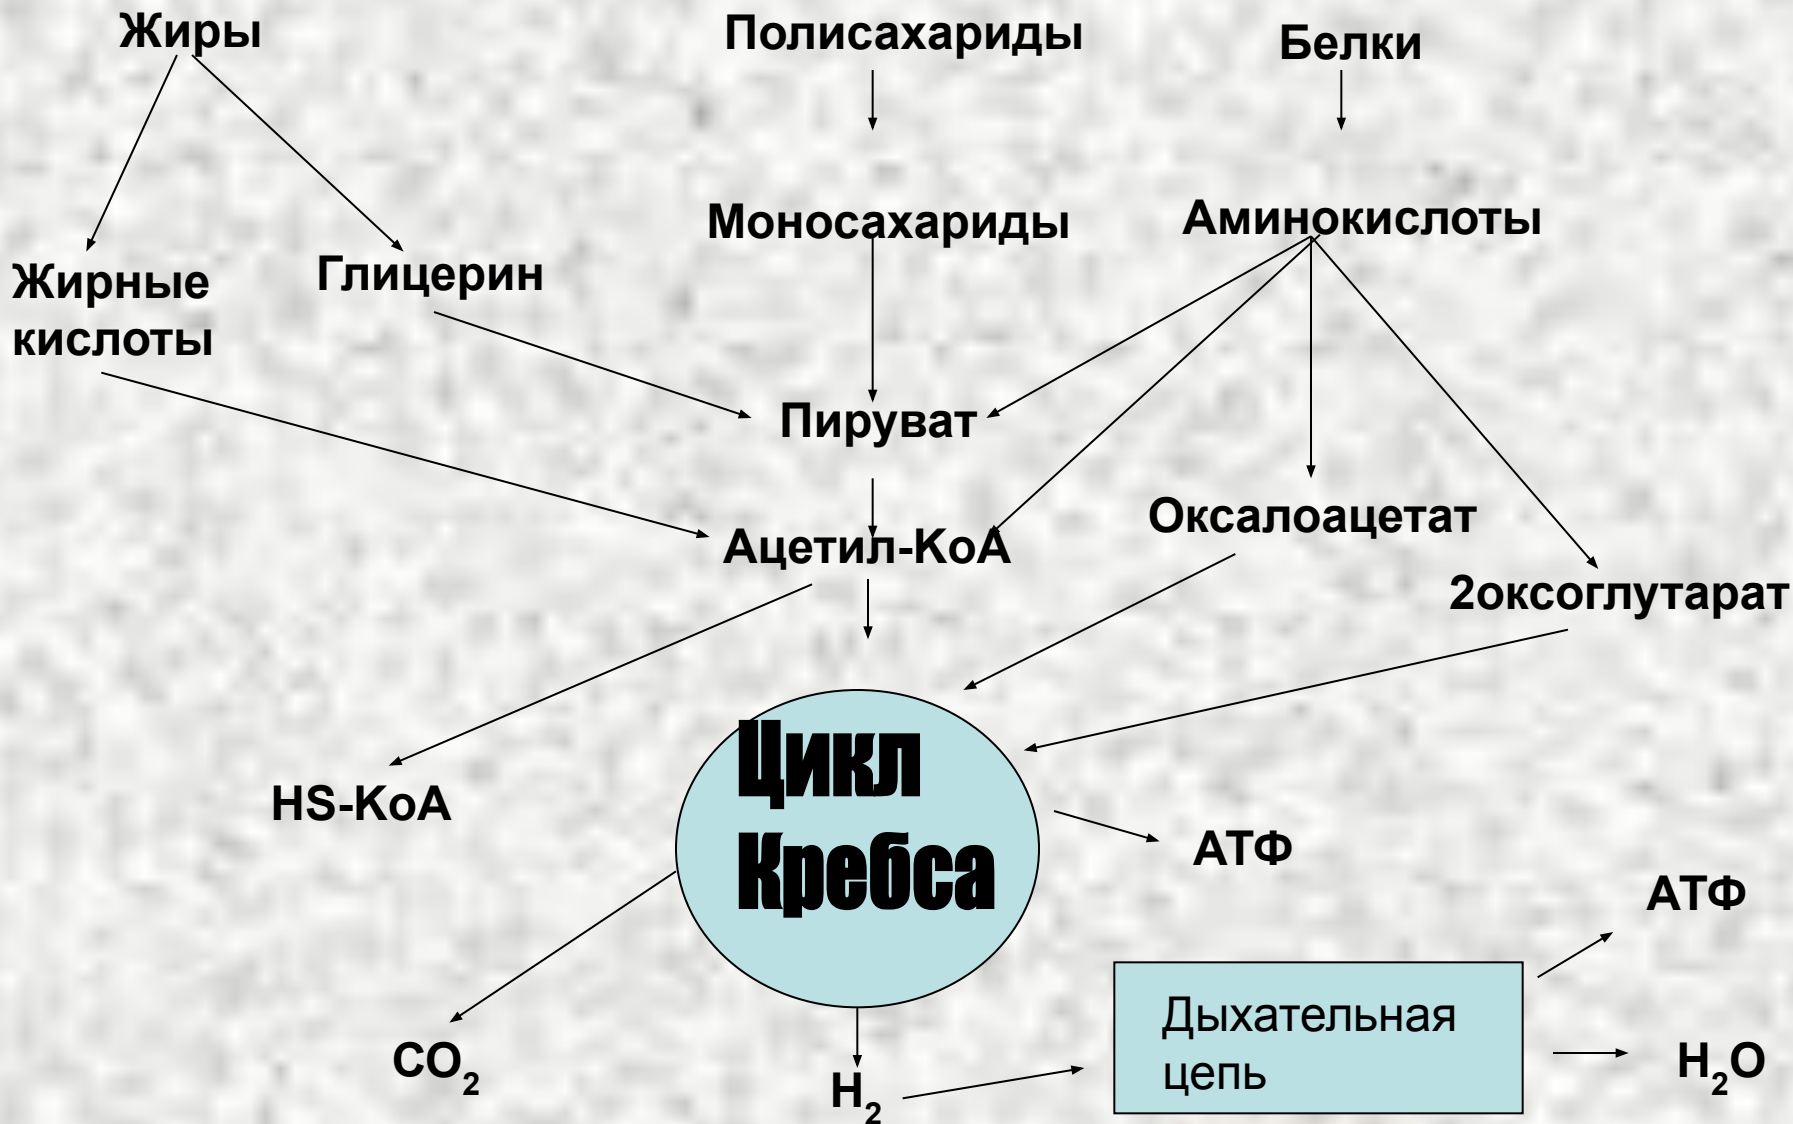 Жиры
Полисахариды
Белки
Моносахариды
Аминокислоты
Жирные
кислоты
Глицерин
Пируват
Ацетил-КоА
Оксалоацетат
2оксоглутарат
HS-КоА
Цикл
Кребса
АТФ
АТФ
Дыхательная
цепь
CO₂
H₂
H₂O